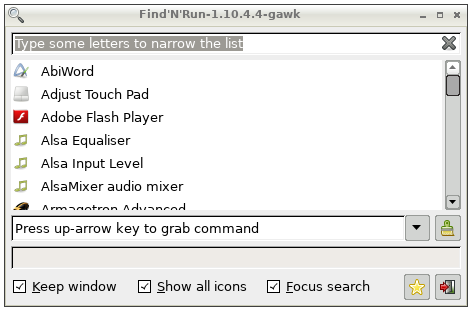 Find'N'Run-1.10.4.4-gawk
Type some letters to narrow the list
AbiWord
Adjust Touch Pad
Adobe Flash Player
Alsa Equaliser
Alsa Input Level
AlsaMixer audio mixer
Armagetron Advanced
Press up-arrow key to grab command
Keep window Show all icons Focus search